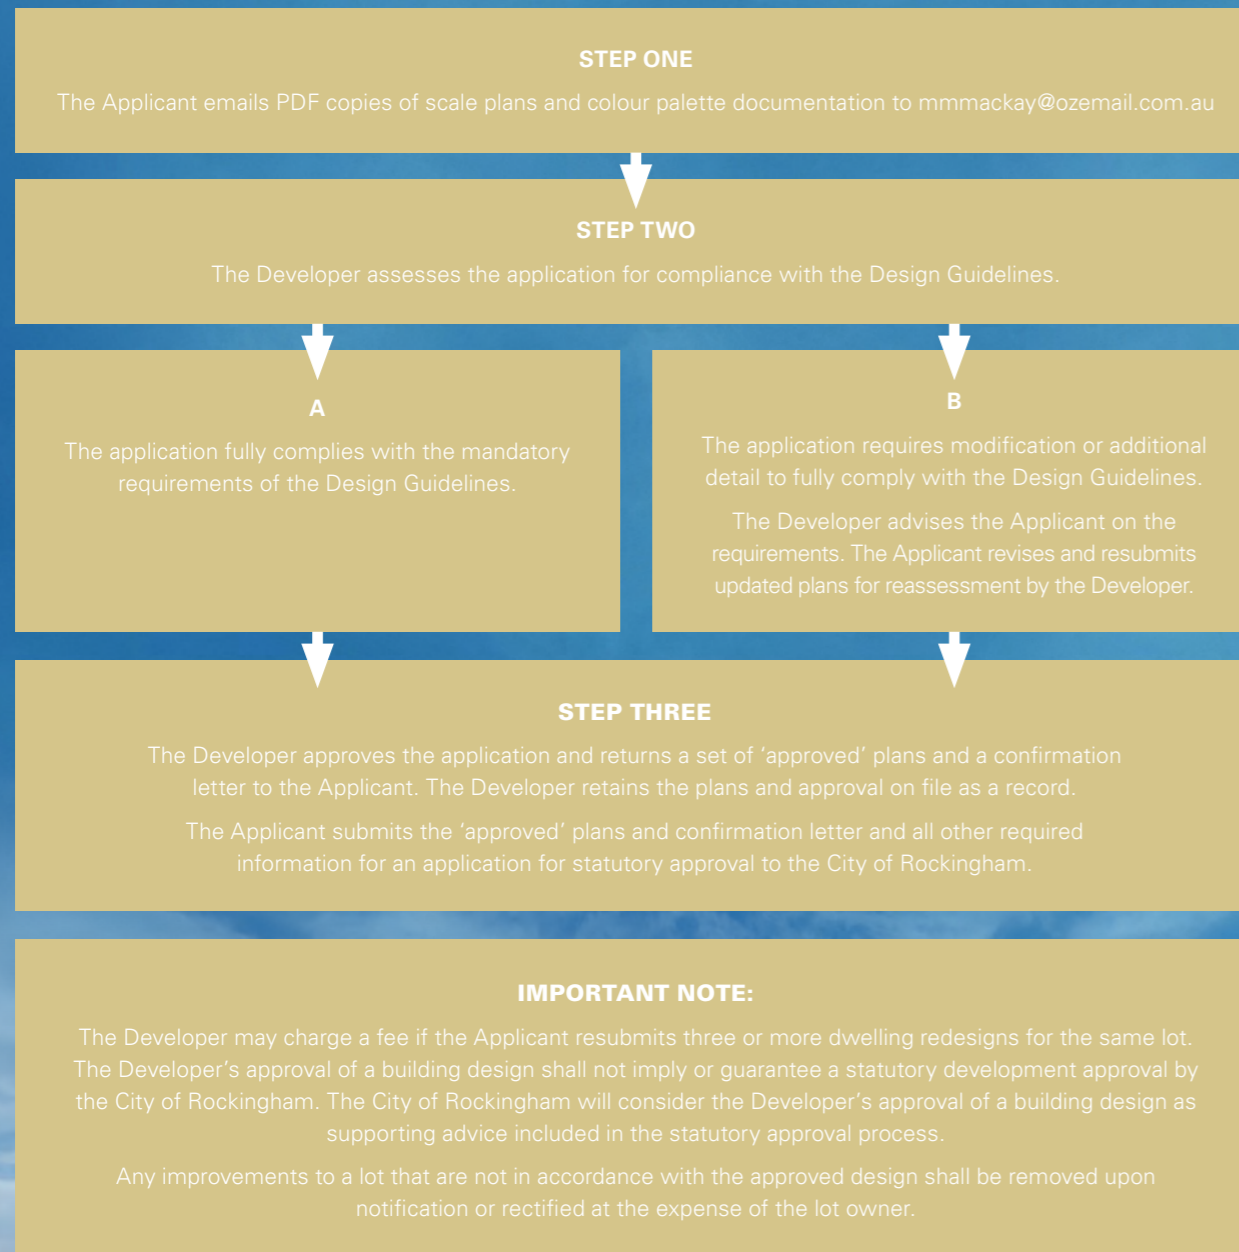 STEP ONE
The Applicant emails PDF copies of scale plans and colour palette documentation to mmmackay@ozemail.com.au
STEP TWO
The Developer assesses the application for compliance with the Design Guidelines.
A
The application fully complies with the mandatory
requirements of the Design Guidelines.
B
The application requires modification or additional
detail to fully comply with the Design Guidelines.
The Developer advises the Applicant on the
requirements. The Applicant revises and resubmits
updated plans for reassessment by the Developer.
STEP THREE
The Developer approves the application and returns a set of ‘approved’ plans and a confirmation
letter to the Applicant. The Developer retains the plans and approval on file as a record.
The Applicant submits the ‘approved’ plans and confirmation letter and all other required
information for an application for statutory approval to the City of Rockingham.
IMPORTANT NOTE:
The Developer may charge a fee if the Applicant resubmits three or more dwelling redesigns for the same lot.
The Developer’s approval of a building design shall not imply or guarantee a statutory development approval by
the City of Rockingham. The City of Rockingham will consider the Developer’s approval of a building design as
supporting advice included in the statutory approval process.
Any improvements to a lot that are not in accordance with the approved design shall be removed upon
notification or rectified at the expense of the lot owner.